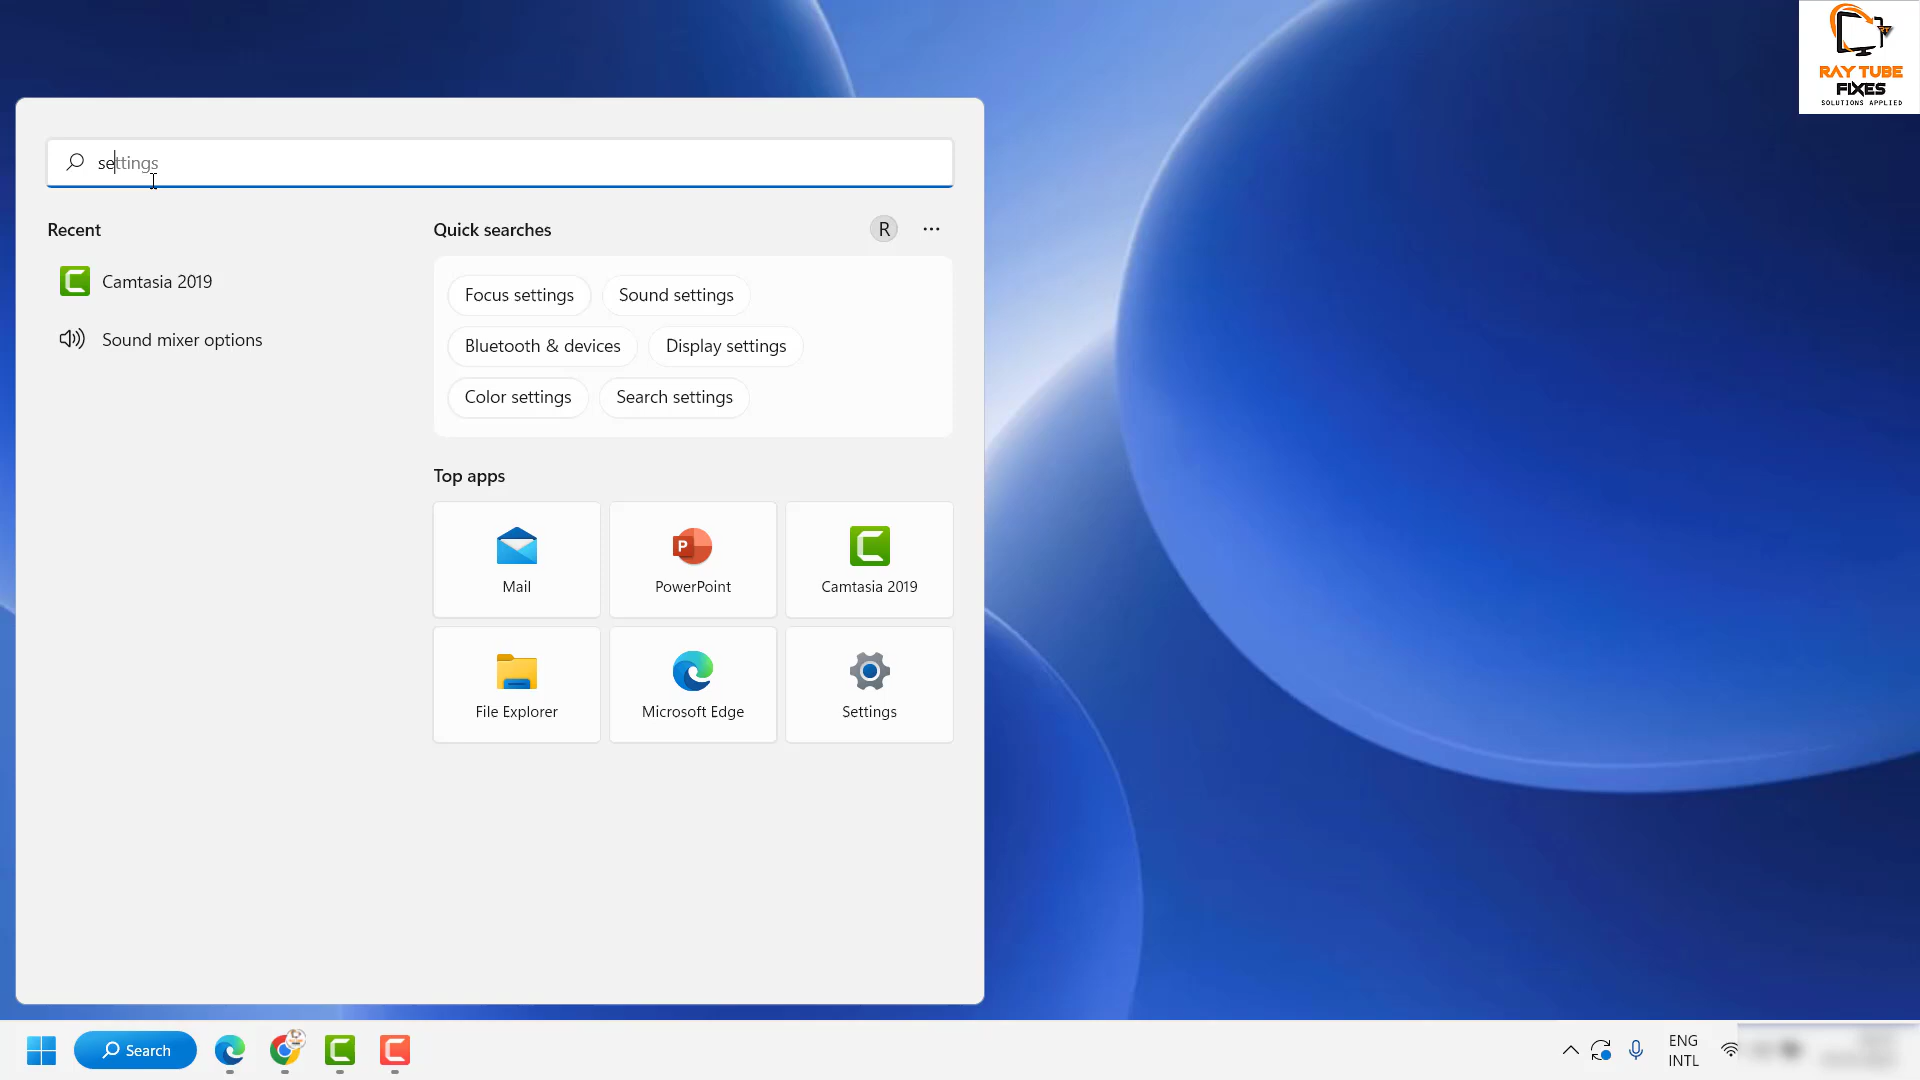 RAY TUBE
FIXES
SOLUTIONS APPLIED
settings
Recent
Quick searches
R
Camtasia 2019
Sound mixer options
Focus settings
Sound settings
Bluetooth & devices
Display settings
Color settings
Search settings
Top apps
Mail
PowerPoint
Camtasia 2019
File Explorer
Microsoft Edge
Settings
Search
ENG
INTL